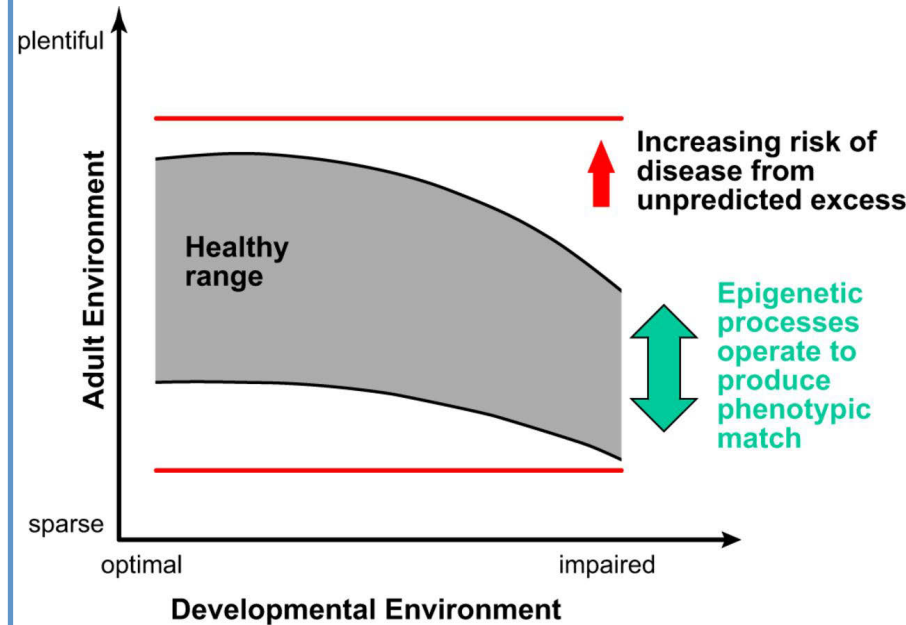 plentiful
Increasing risk of
disease from
unpredicted excess
Adult Environment
Healthy
range
Epigenetic
processes
operate to
produce
phenotypic
match
sparse
optimal
impaired
Developmental Environment